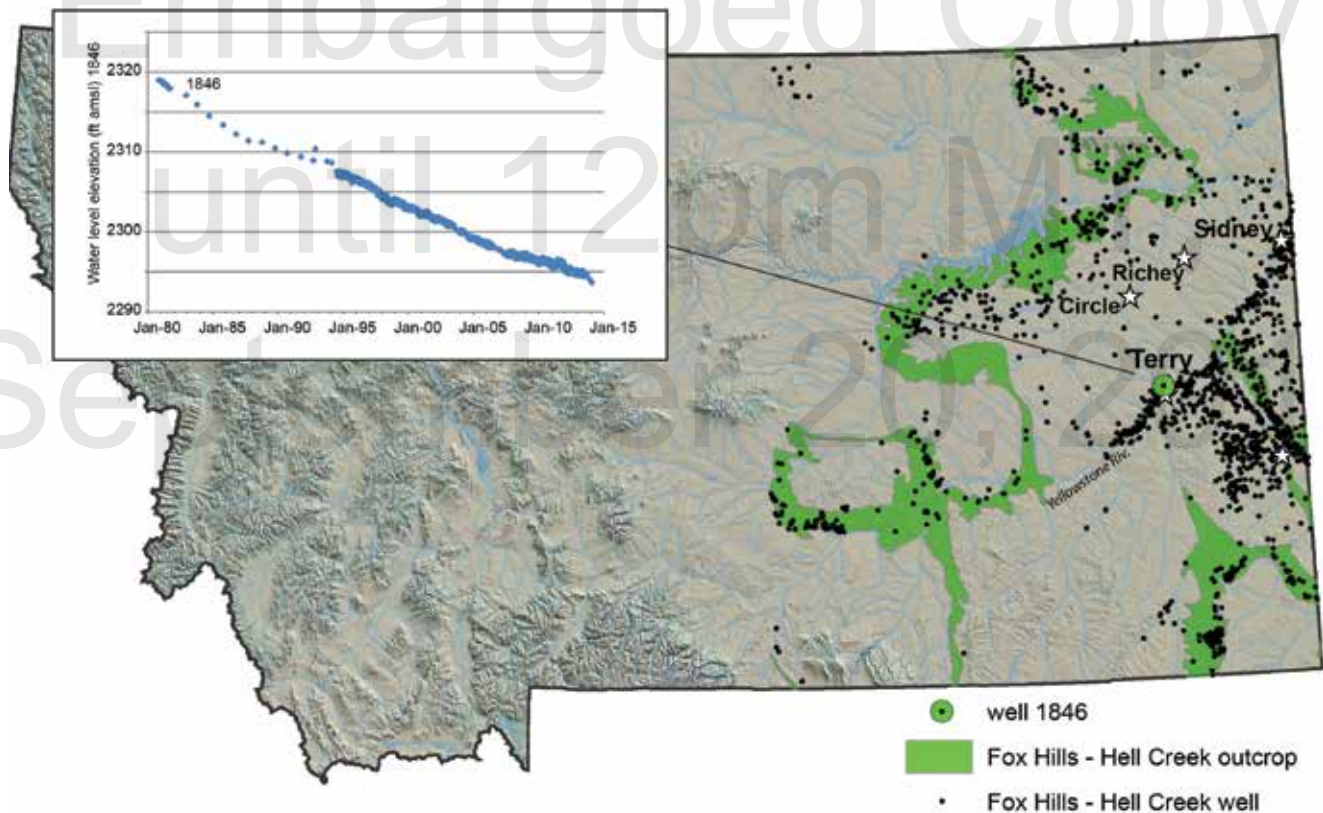 Embargoed Copy
until 12pm M
September 20, 20
Water level elevation (ft amsl) 1846
2320
2310
2300
2290
1846
Jan-80 Jan-85 Jan-90 Jan-95 Jan-00 Jan-05 Jan-10 Jan-15
Sidney
Richey
Circle
Terry
Yellowstone Riv.
well 1846
Fox Hills - Hell Creek outcrop
Fox Hills - Hell Creek well